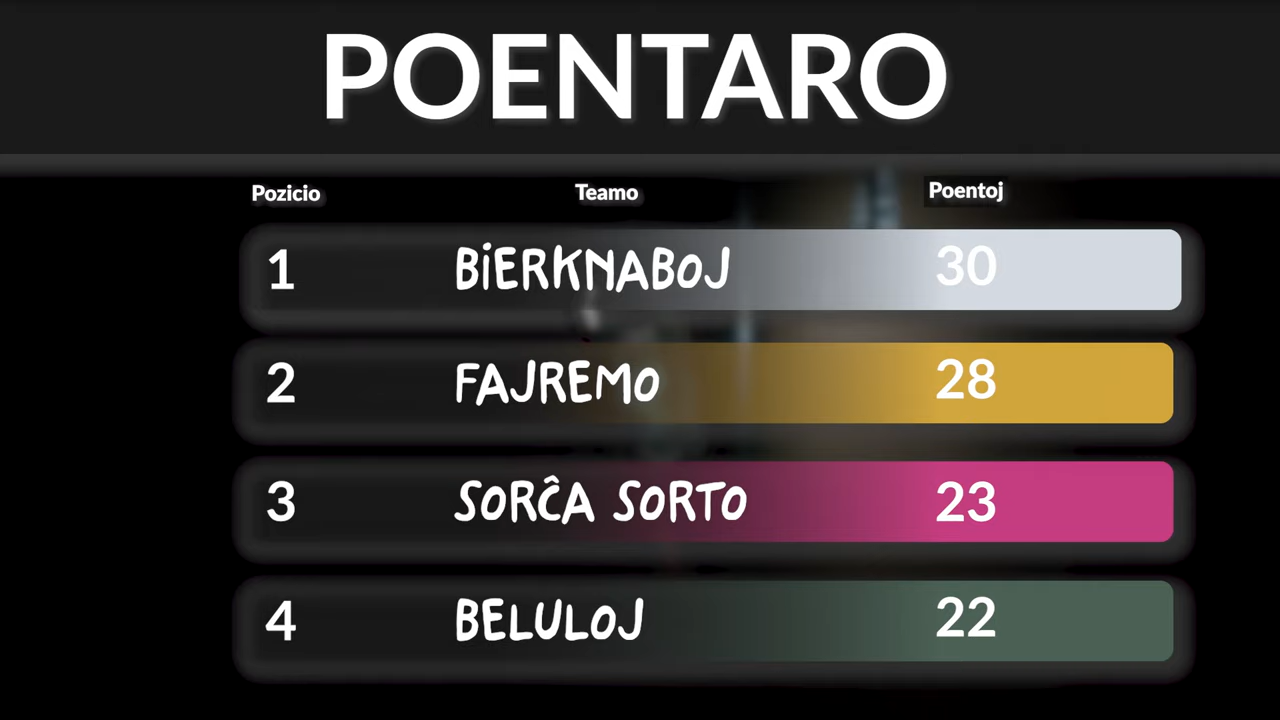 POENTARO
Pozicio Teamo Poentoj
1 BiERKNABOJ 30
2 FAJREMO 28
3 SORĈA SORTO 23
4 BELULOJ 22